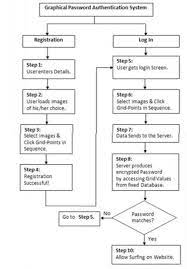 Graphical Password Authentication System
Registration
Step 1:
User enters Details.
Step 2:
User loads images
of his/her choice.
Step 3:
Select Images &
Click Grid-Points in
Sequence.
Step 4:
Registration
Successful!
Log In
Step 5:
User gets login Screen.
Step 6:
Select Images & Click
Grid-Points in Sequence.
Step 7:
Data Sends to the Server.
Step 8:
Server produces
encrypted Password
by accessing Grid Values
from fixed Database.
Password
matches?
No
Go to Step 5.
Yes
Step 10:
Allow Surfing on Website.